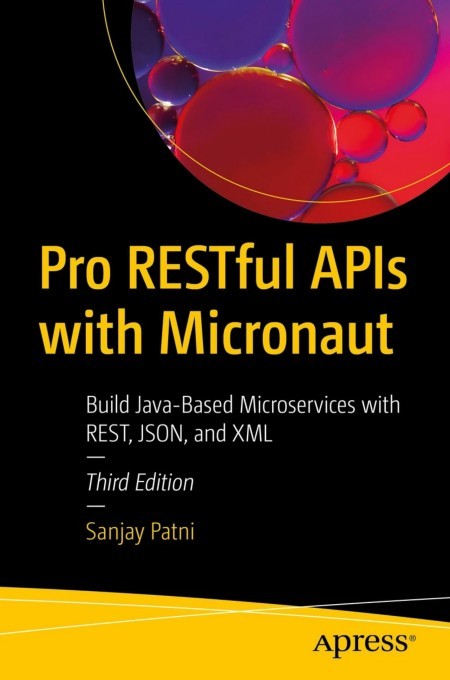 Pro RESTful APIs
with Micronaut
Build Java-Based Microservices with
REST, JSON, and XML
Third Edition
Sanjay Patni
Apress®